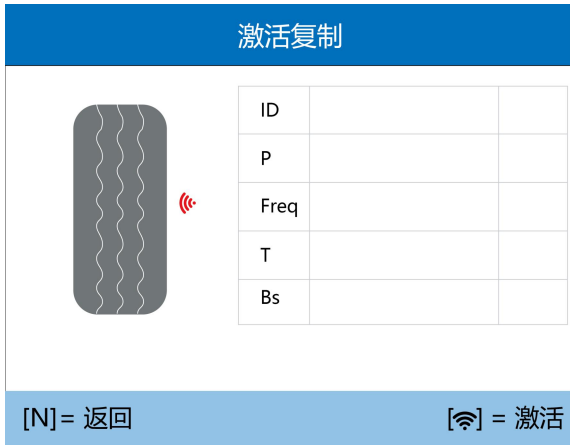 激活复制
ID
P
Freq
T
Bs
[N]= 返回
[] = 激活